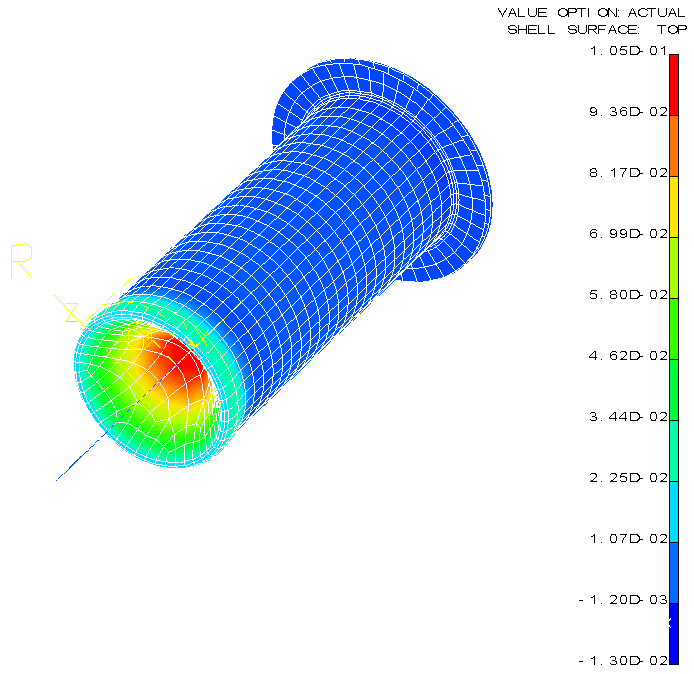 VALUE OPTION: ACTUAL
SHELL SURFACE: TOP
1.05D-01
9.36D-02
8.17D-02
6.99D-02
R
5.80D-02
Z
4.62D-02
3.44D-02
2.25D-02
1.07D-02
-1.20D-03
-1.30D-02